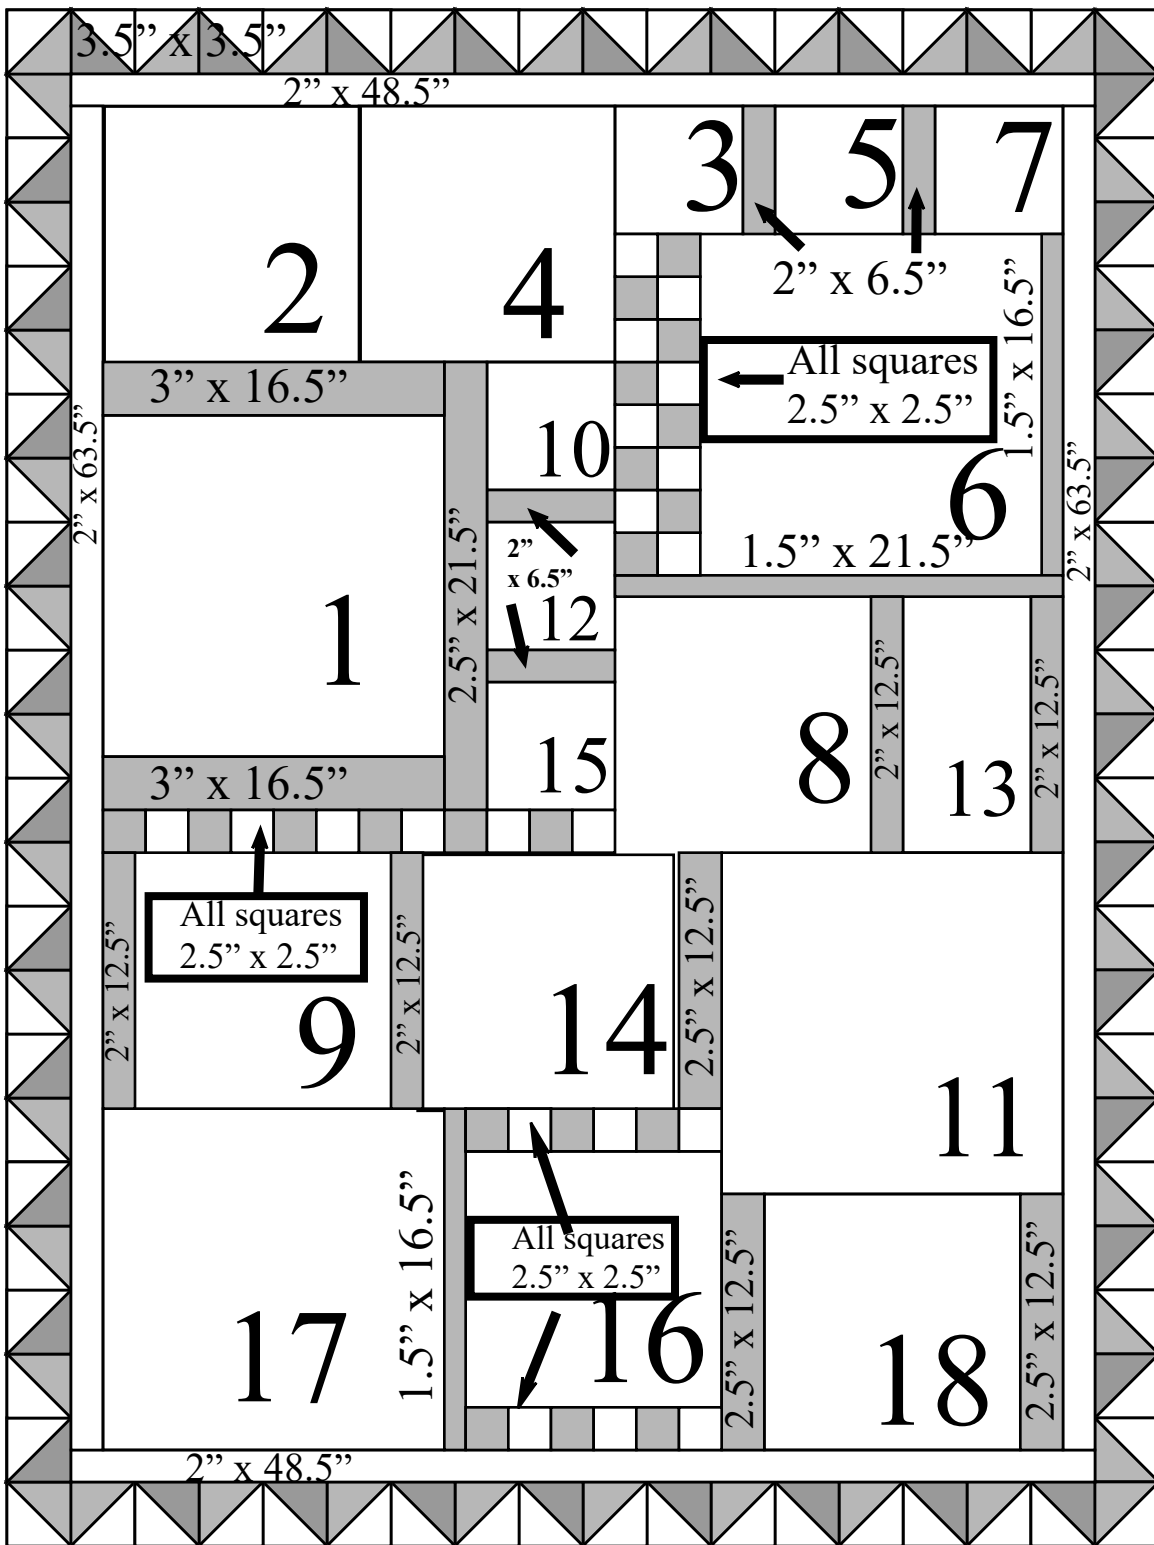 3.5” x 3.5”
2” x 48.5”
3
5
7
2
4
2” x 6.5”
1.5” x 16.5”
All squares
2.5” x 2.5”
3” x 16.5”
10
6
2” x 63.5”
2” x 63.5”
1.5” x 21.5”
2”
x 6.5”
2.5” x 21.5”
12
1
8
2” x 12.5”
13
2” x 12.5”
15
3” x 16.5”
All squares
2.5” x 2.5”
2” x 12.5”
9
2” x 12.5”
14
2.5” x 12.5”
11
1.5” x 16.5”
All squares
2.5” x 2.5”
17
16
2.5” x 12.5”
18
2.5” x 12.5”
2” x 48.5”